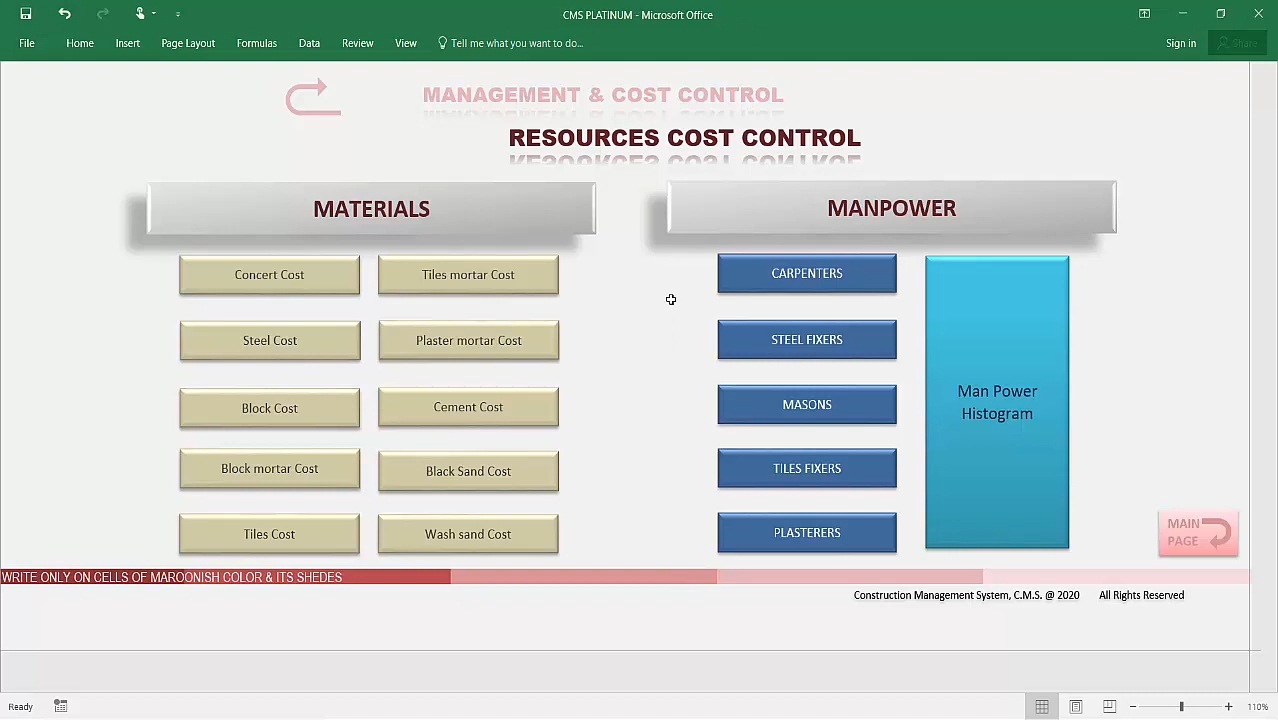 CMS PLATINUM - Microsoft Office
File Home Insert Page Layout Formulas Data Review View Tell me what you want to do... Sign in Share
MANAGEMENT & COST CONTROL
RESOURCES COST CONTROL
MATERIALS
MANPOWER
Concert Cost
Tiles mortar Cost
CARPENTERS
Steel Cost
Plaster mortar Cost
STEEL FIXERS
Man Power
Histogram
Block Cost
Cement Cost
MASONS
Block mortar Cost
Black Sand Cost
TILES FIXERS
Tiles Cost
Wash sand Cost
PLASTERERS
MAIN
PAGE
WRITE ONLY ON CELLS OF MAROONISH COLOR & ITS SHEDES
Construction Management System, C.M.S. @ 2020 All Rights Reserved
Ready
110%